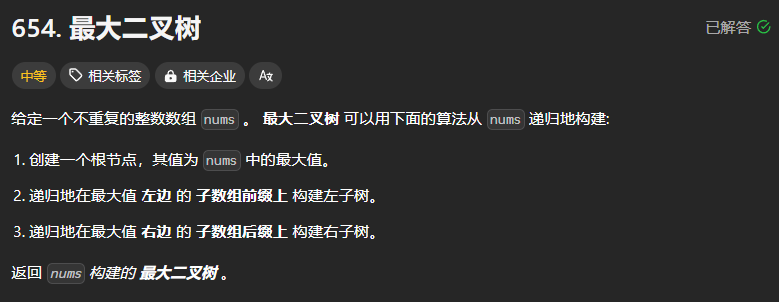 654. 最大二叉树
已解答
中等 相关标签 相关企业 Ax
给定一个不重复的整数数组 nums 。 最大二叉树 可以用下面的算法从 nums 递归地构建:
1. 创建一个根节点，其值为 nums 中的最大值。
2. 递归地在最大值 左边 的 子数组前缀上 构建左子树。
3. 递归地在最大值 右边 的 子数组后缀上 构建右子树。
返回 nums 构建的 最大二叉树 。